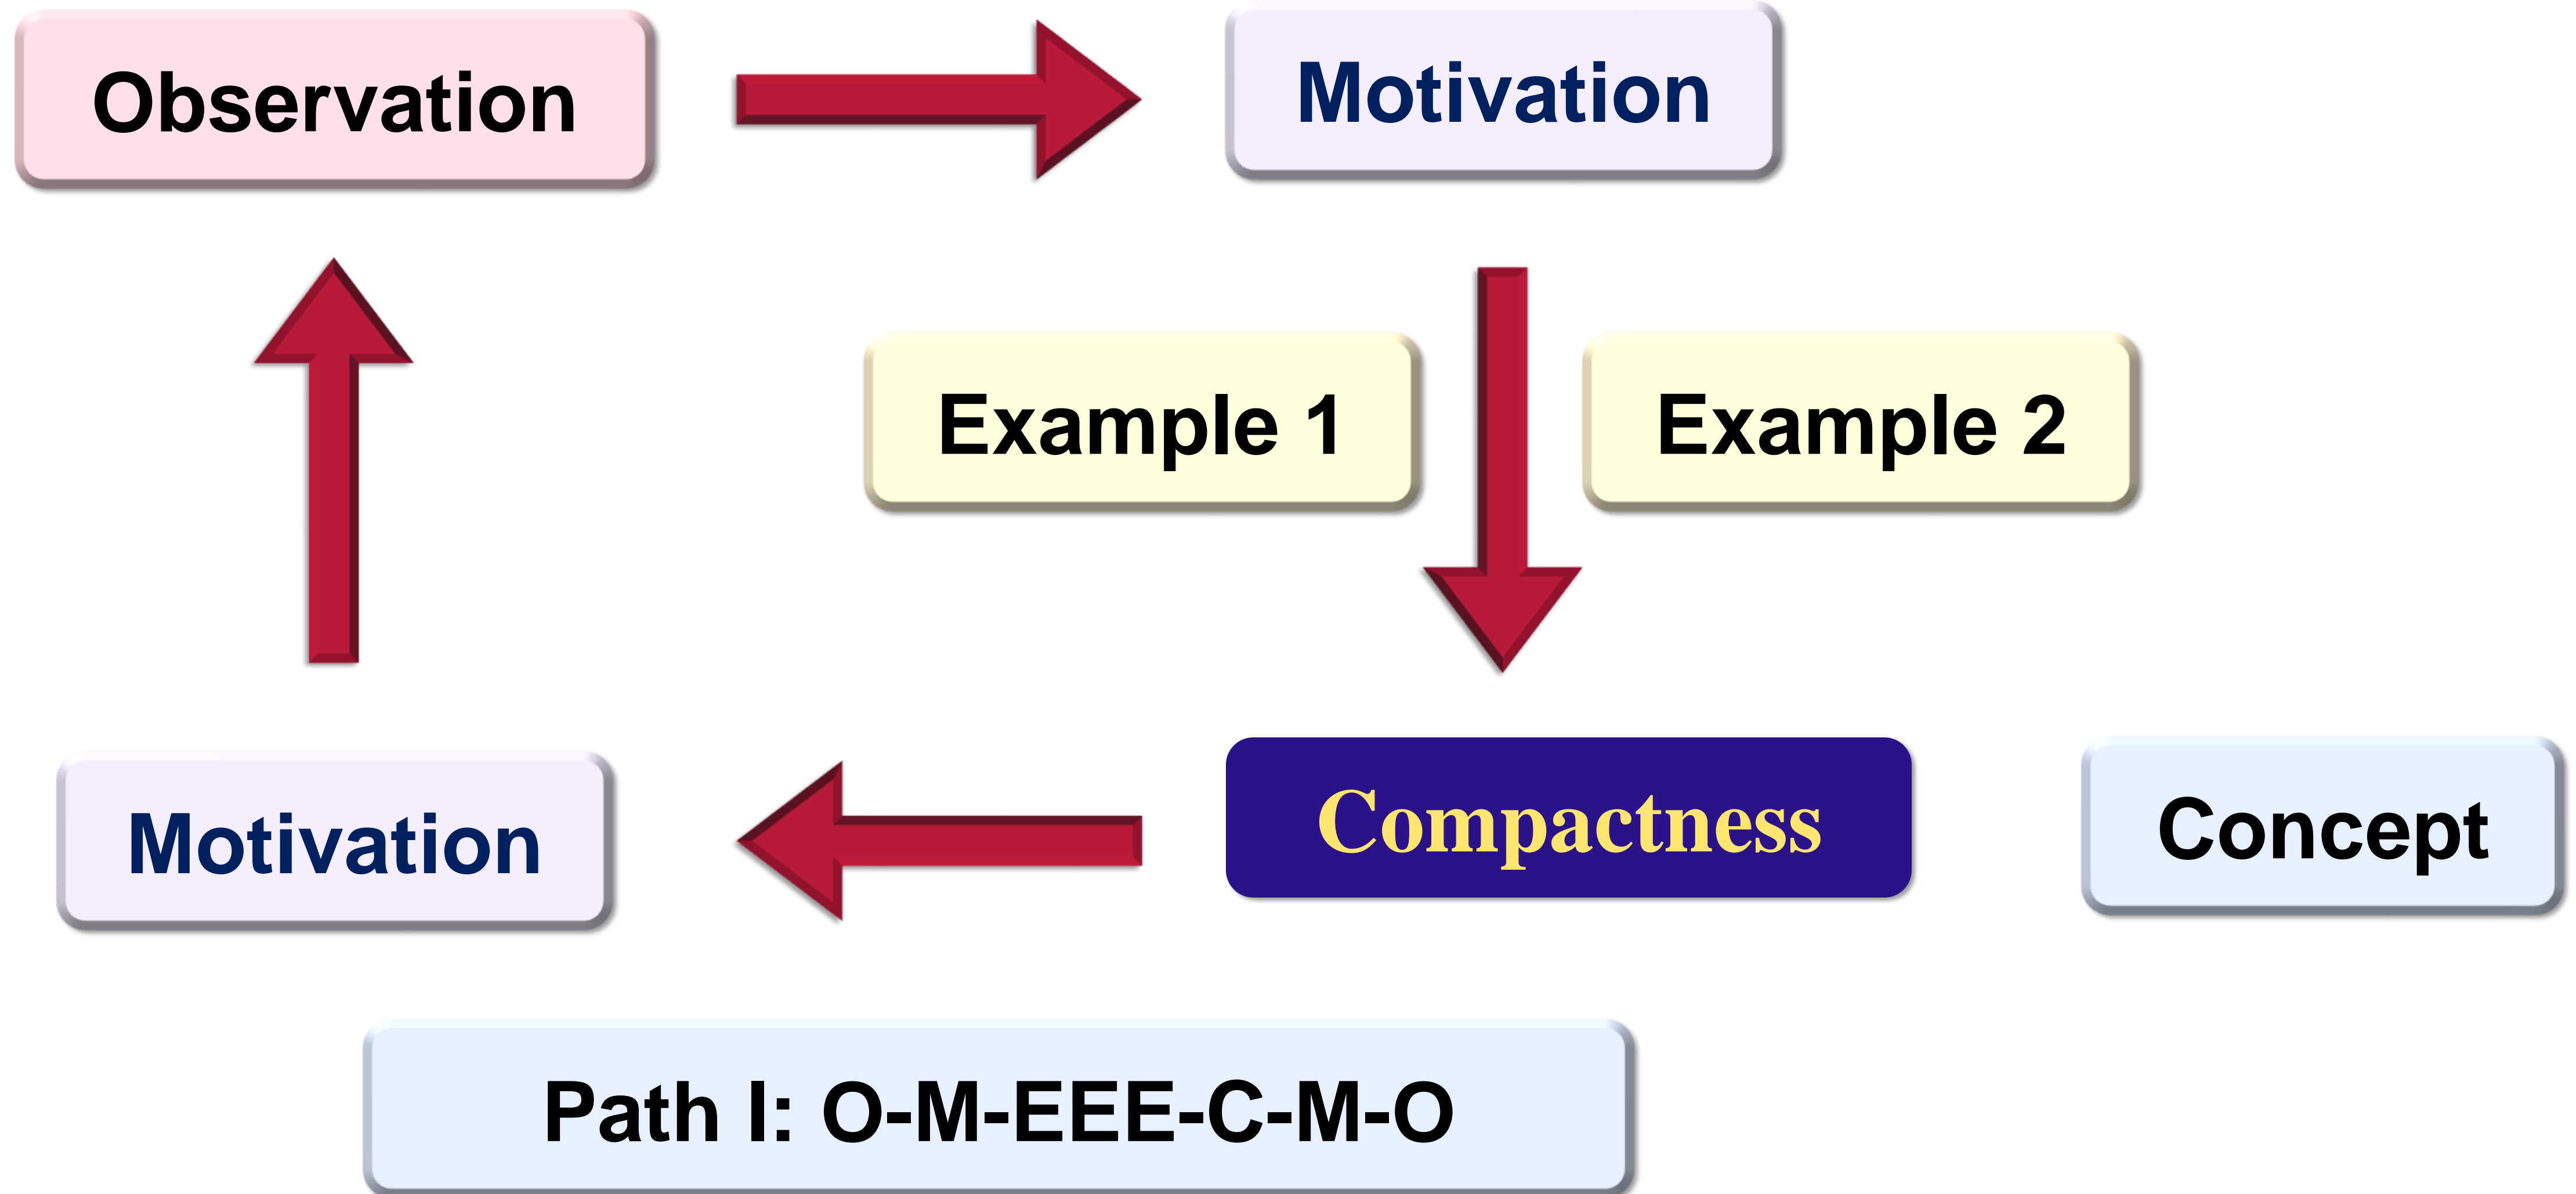 Observation
Motivation
Example 1
Example 2
Motivation
Compactness
Concept
Path I: O-M-EEE-C-M-O